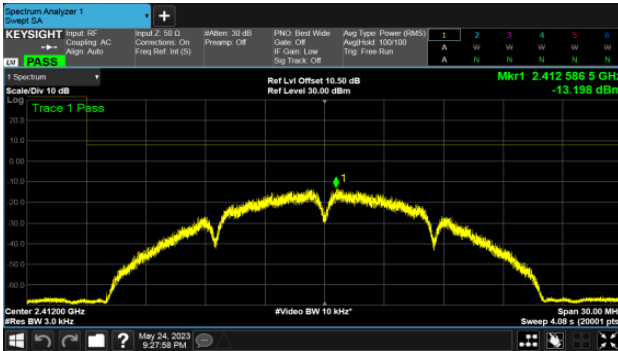 Spectrum Analyzer 1
Swept SA
+
KEYSIGHT Input: RF Input Z: 50 Ω #Atten: 30 dB PNO: Best Wide Avg Type: Power (RMS) 1 2 3 4 5 6
Coupling: AC Corrections: On Preamp: Off Gate: Off Avg|Hold: 100/100 A W W W W W
Align: Auto Freq Ref: Int (S) IF Gain: Low Trig: Free Run A N N N N N
Sig Track: Off
LXI PASS
1 Spectrum Ref Lvl Offset 10.50 dB Mkr1 2.412 586 5 GHz
Scale/Div 10 dB Ref Level 30.00 dBm -13.198 dBm
Log
Trace 1 Pass
20.0
10.0
0.00
-10.0
1
-20.0
-30.0
-40.0
-50.0
-60.0
Center 2.41200 GHz #Video BW 10 kHz* Span 30.00 MHz
#Res BW 3.0 kHz Sweep 4.08 s (20001 pts)
? May 24, 2023
9:27:58 PM